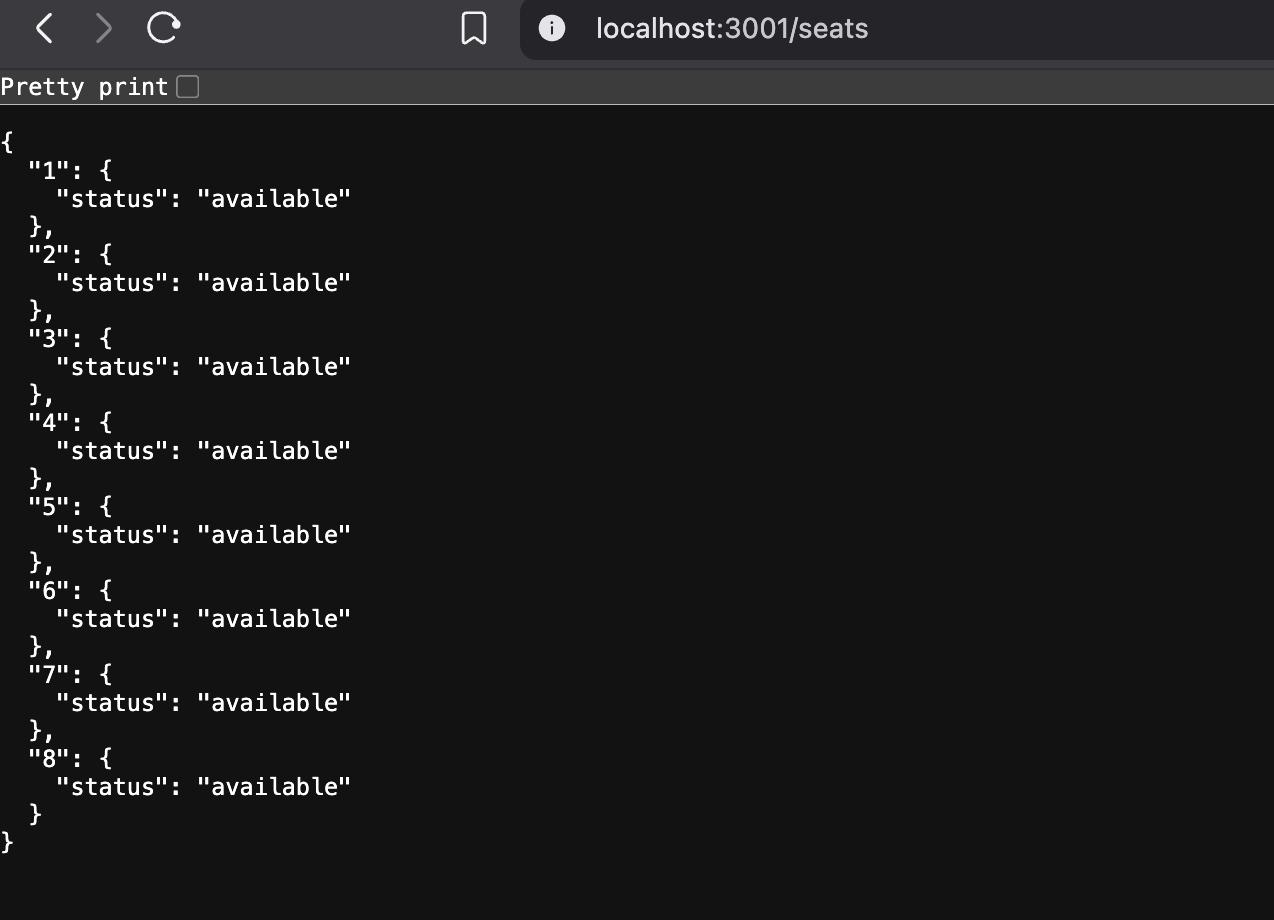 localhost:3001/seats
Pretty print
{
  "1": {
    "status": "available"
  },
  "2": {
    "status": "available"
  },
  "3": {
    "status": "available"
  },
  "4": {
    "status": "available"
  },
  "5": {
    "status": "available"
  },
  "6": {
    "status": "available"
  },
  "7": {
    "status": "available"
  },
  "8": {
    "status": "available"
  }
}